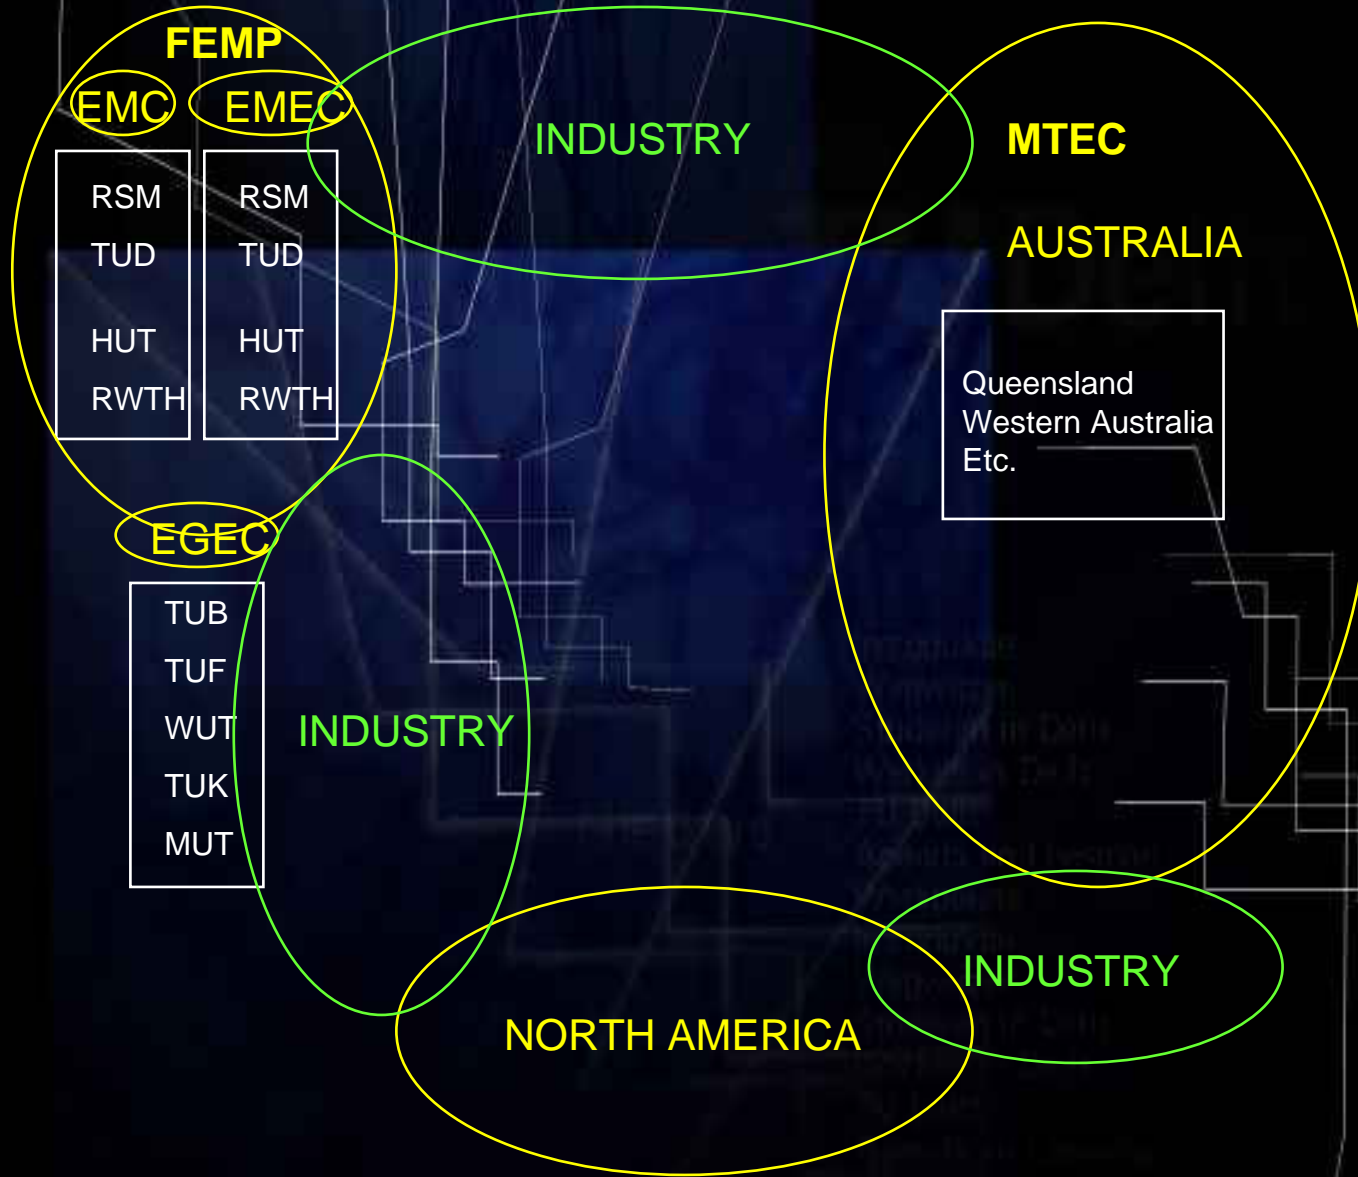 FEMP
EMC
EMEC
RSM
TUD
HUT
RWTH
RSM
TUD
HUT
RWTH
INDUSTRY
MTEC
AUSTRALIA
Queensland
Western Australia
Etc.
EGEC
TUB
TUF
WUT
TUK
MUT
INDUSTRY
NORTH AMERICA
INDUSTRY